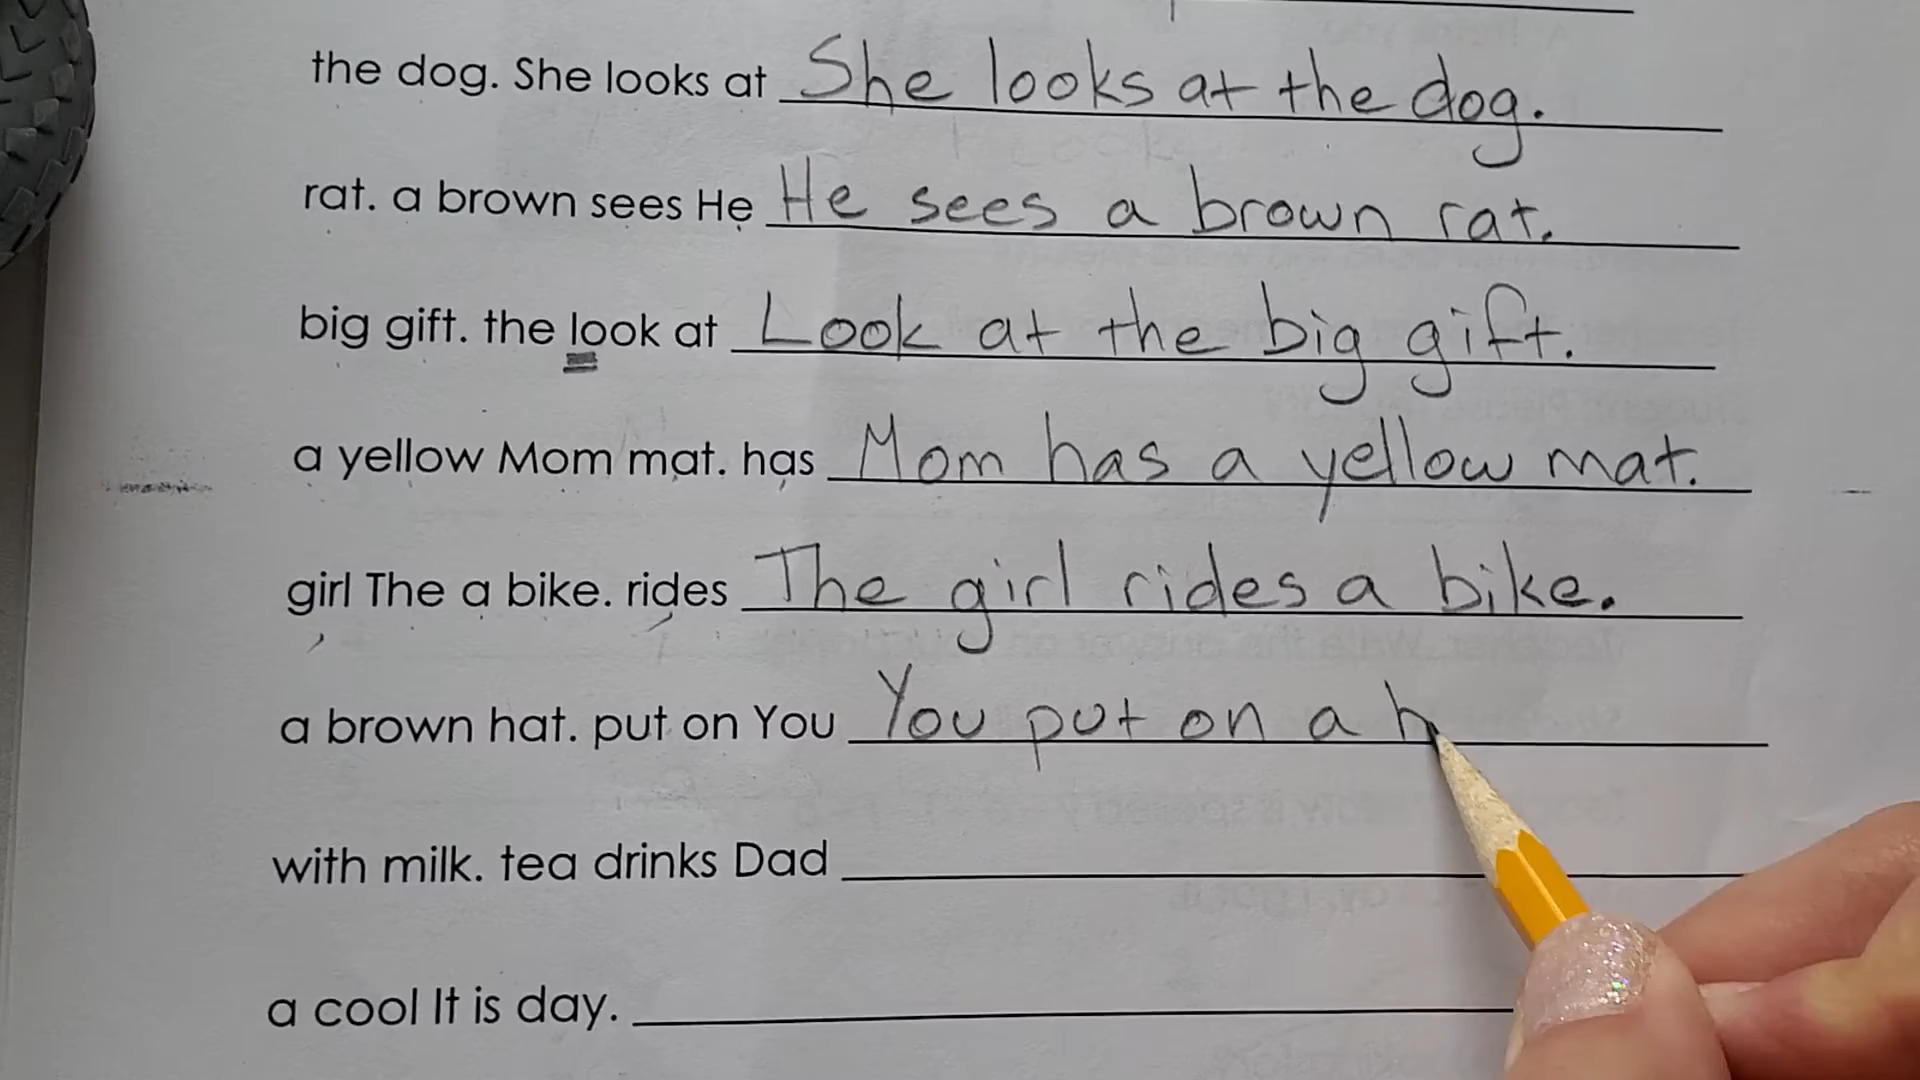 the dog. She looks at She looks at the dog.
rat. a brown sees He He sees a brown rat.
big gift. the look at Look at the big gift.
a yellow Mom mat. has Mom has a yellow mat.
girl The a bike. rides The girl rides a bike.
a brown hat. put on You You put on a
with milk. tea drinks Dad
a cool It is day.